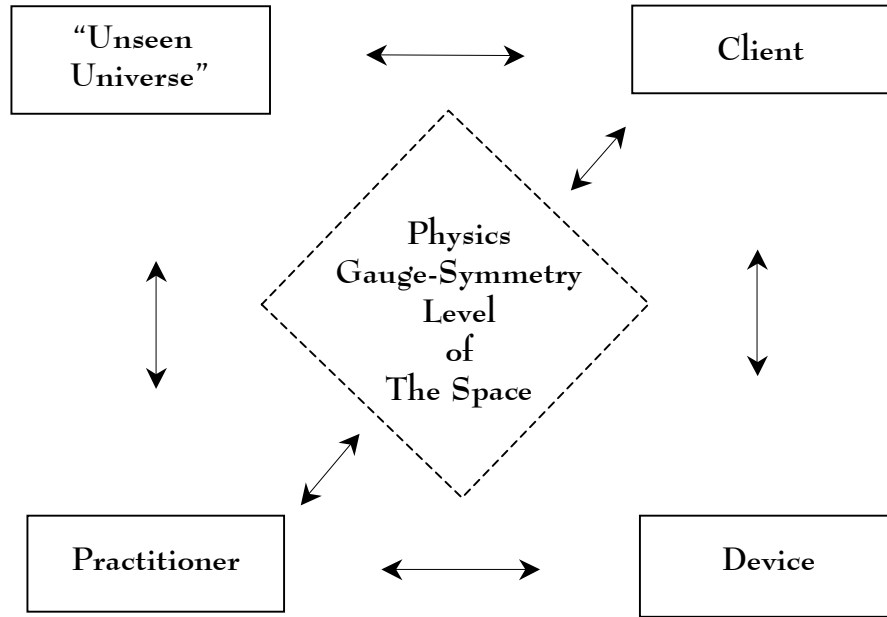 “Unseen
Universe”
Client
Physics
Gauge-Symmetry
Level
of
The Space
Practitioner
Device